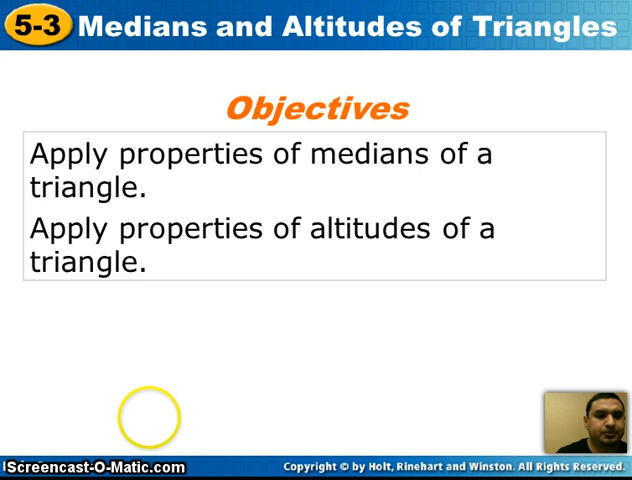 5-3 Medians and Altitudes of Triangles
Objectives
Apply properties of medians of a
triangle.
Apply properties of altitudes of a
triangle.
Screencast-O-Matic.com
Copyright © by Holt, Rinehart and Winston. All Rights Reserved.